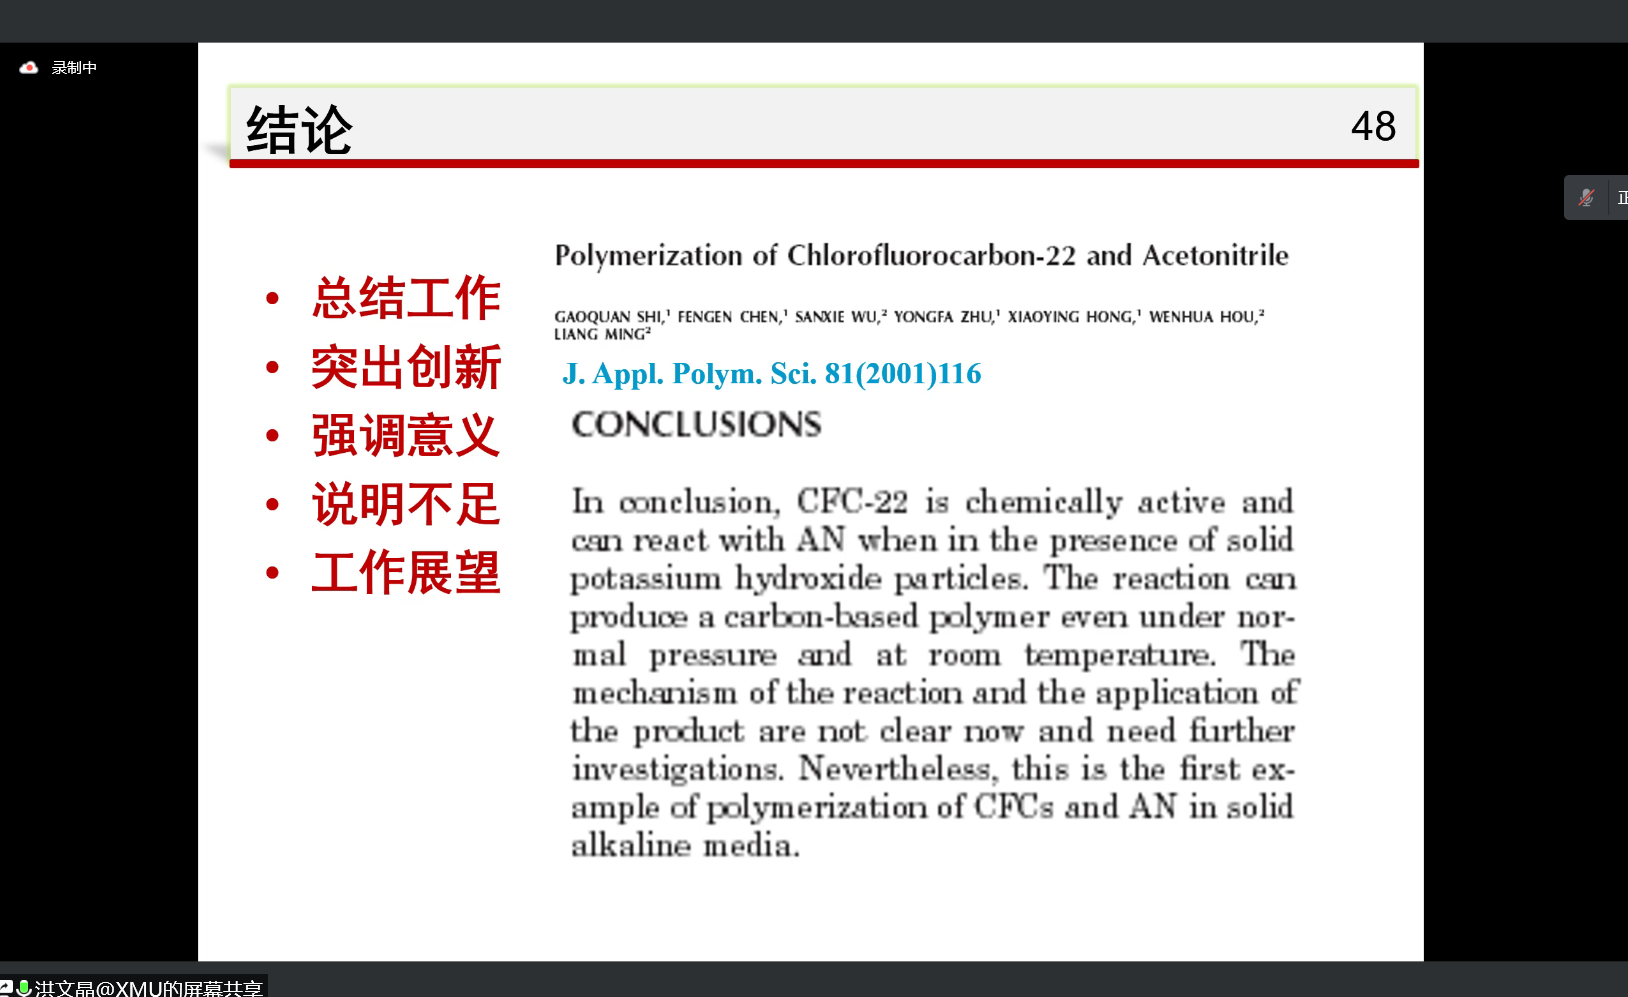 录制中
结论
48
• 总结工作
• 突出创新
• 强调意义
• 说明不足
• 工作展望
Polymerization of Chlorofluorocarbon-22 and Acetonitrile
GAOQUAN SHI,¹ FENGEN CHEN,¹ SANXIE WU,² YONGFA ZHU,¹ XIAOYING HONG,¹ WENHUA HOU,²
LIANG MING²
J. Appl. Polym. Sci. 81(2001)116
CONCLUSIONS
In conclusion, CFC-22 is chemically active and
can react with AN when in the presence of solid
potassium hydroxide particles. The reaction can
produce a carbon-based polymer even under nor-
mal pressure and at room temperature. The
mechanism of the reaction and the application of
the product are not clear now and need further
investigations. Nevertheless, this is the first ex-
ample of polymerization of CFCs and AN in solid
alkaline media.
洪文晶@XMU的屏幕共享